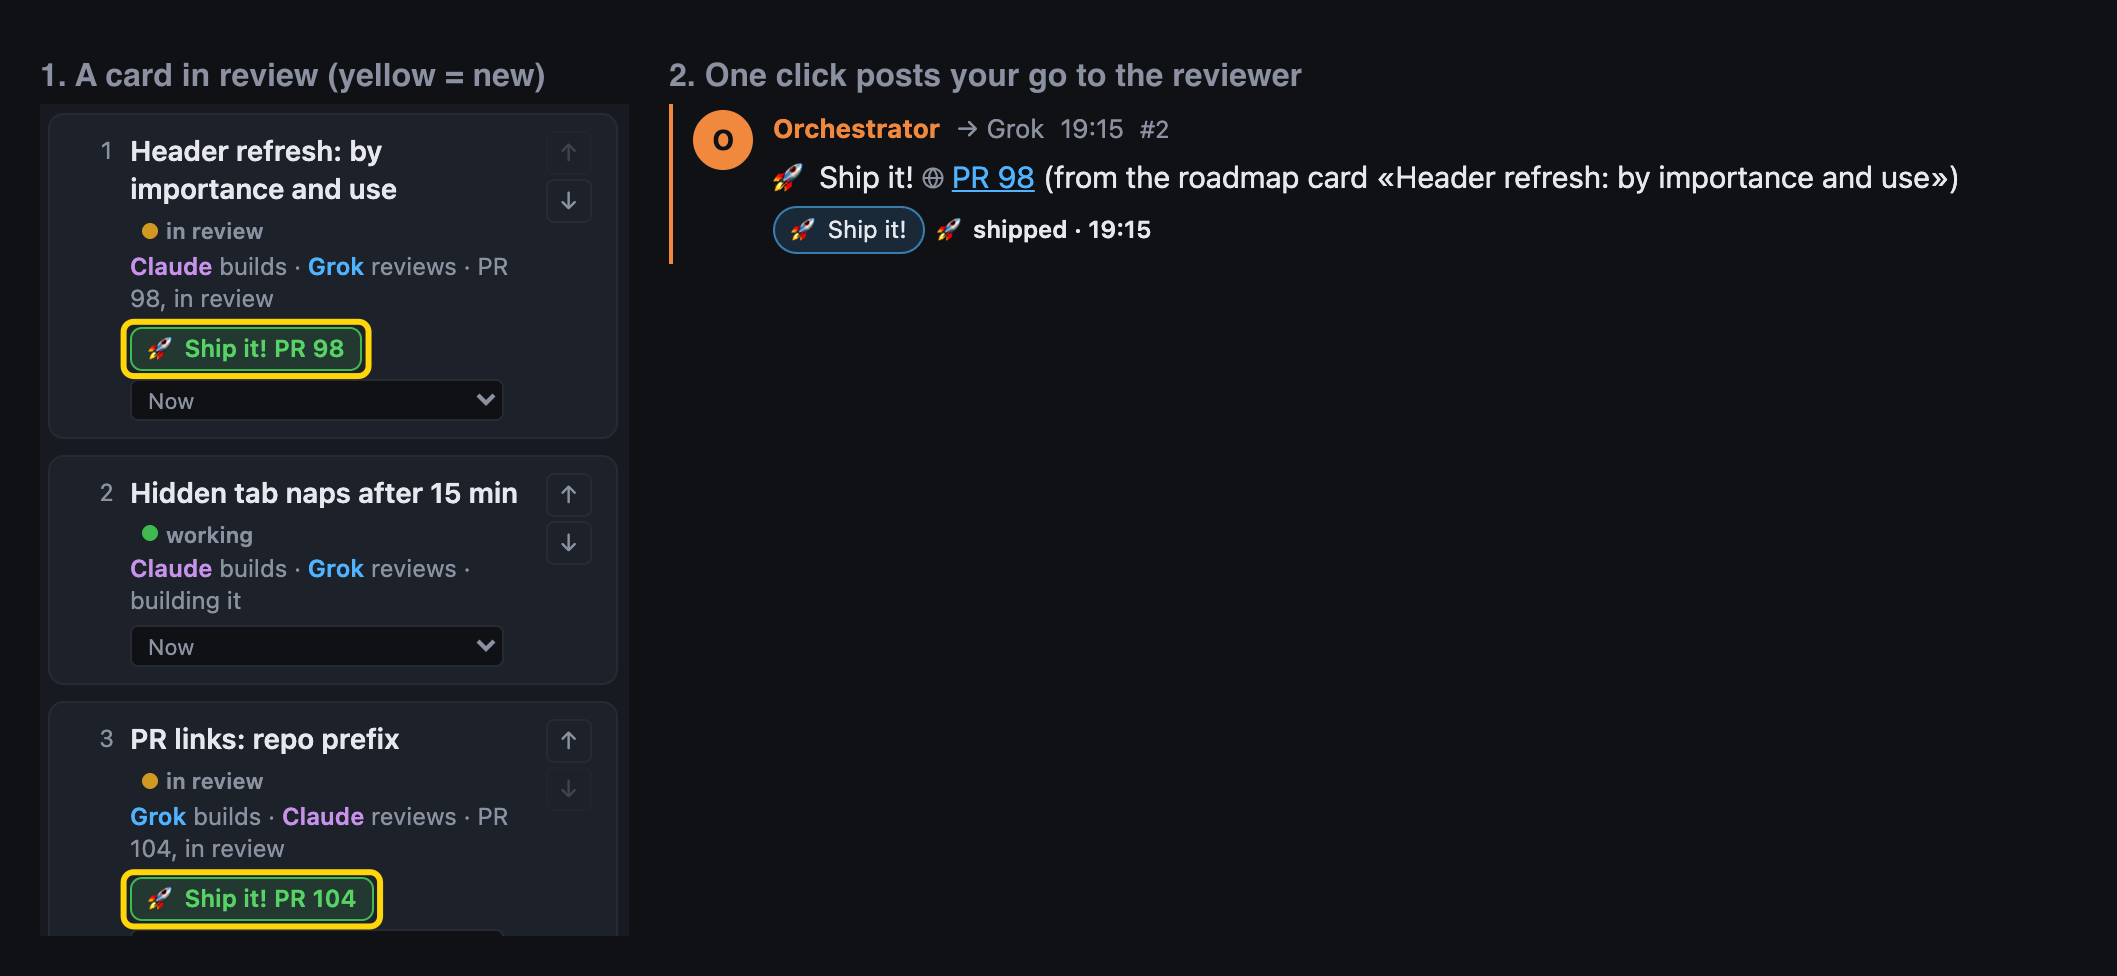 1. A card in review (yellow = new)
1 Header refresh: by
importance and use
↑
↓
in review
Claude builds · Grok reviews · PR
98, in review
🚀 Ship it! PR 98
Now
2 Hidden tab naps after 15 min
↑
↓
working
Claude builds · Grok reviews ·
building it
Now
3 PR links: repo prefix
↑
↓
in review
Grok builds · Claude reviews · PR
104, in review
🚀 Ship it! PR 104
2. One click posts your go to the reviewer
O
Orchestrator → Grok 19:15 #2
🚀 Ship it! 🌐 PR 98 (from the roadmap card «Header refresh: by importance and use»)
🚀 Ship it! 🚀 shipped · 19:15